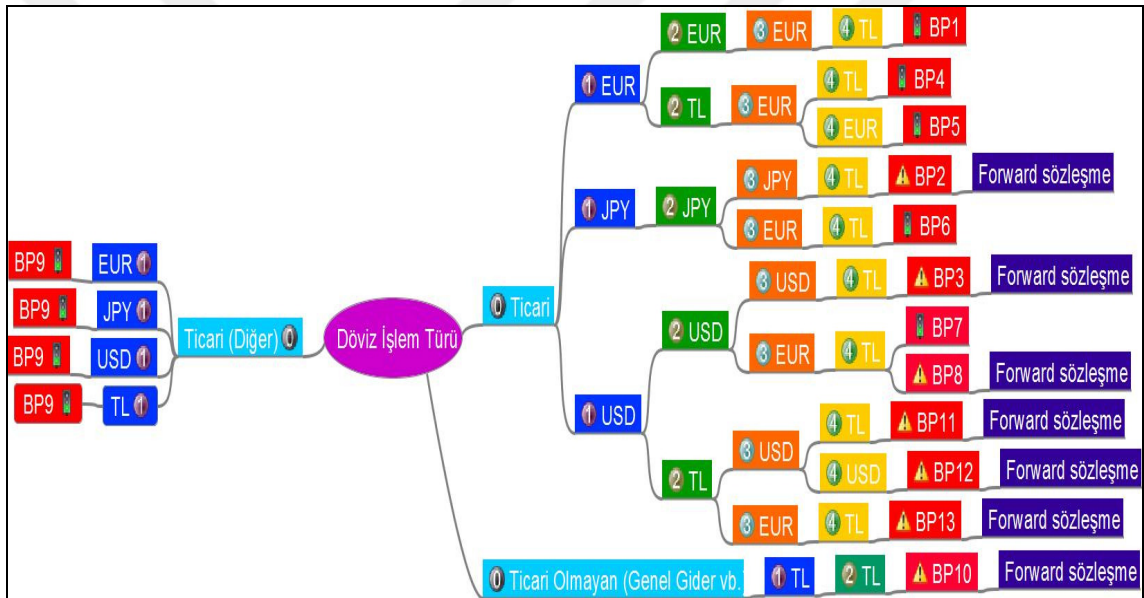 Döviz İşlem Türü
0 Ticari
1 EUR
2 EUR
3 EUR
4 TL
BP1
2 TL
3 EUR
4 TL
BP4
4 EUR
BP5
1 JPY
2 JPY
3 JPY
4 TL
BP2
Forward sözleşme
3 EUR
4 TL
BP6
1 USD
2 USD
3 USD
4 TL
BP3
Forward sözleşme
3 EUR
4 TL
BP7
BP8
Forward sözleşme
2 TL
3 USD
4 TL
BP11
Forward sözleşme
4 USD
BP12
Forward sözleşme
3 EUR
4 TL
BP13
Forward sözleşme
0 Ticari Olmayan (Genel Gider vb.
1 TL
2 TL
BP10
Forward sözleşme
Ticari (Diğer) 0
EUR 1
BP9
JPY 1
BP9
USD 1
BP9
TL 1
BP9